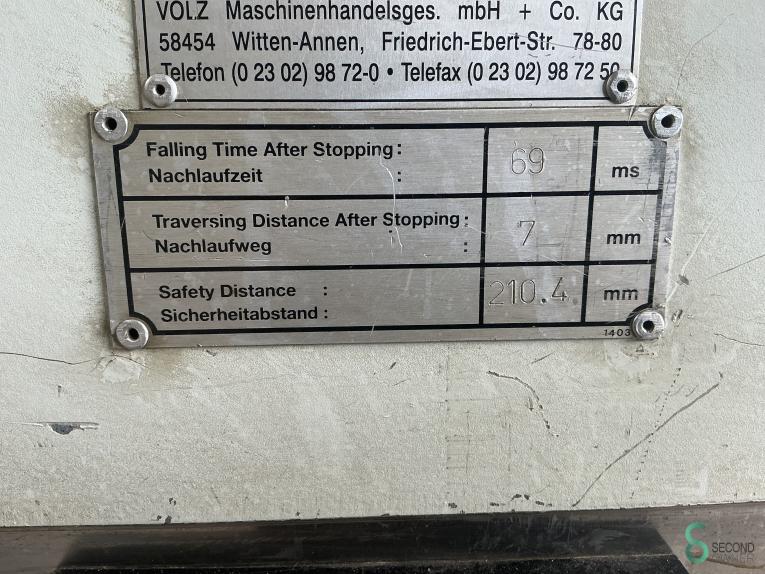 VOLZ Maschinenhandelsges. mbH + Co. KG
58454 Witten-Annen, Friedrich-Ebert-Str. 78-80
Telefon (0 23 02) 98 72-0 • Telefax (0 23 02) 98 72 50
Falling Time After Stopping : 69 ms
Nachlaufzeit :
Traversing Distance After Stopping : 7 mm
Nachlaufweg :
Safety Distance : 210.4 mm
Sicherheitabstand :
1403
SECOND